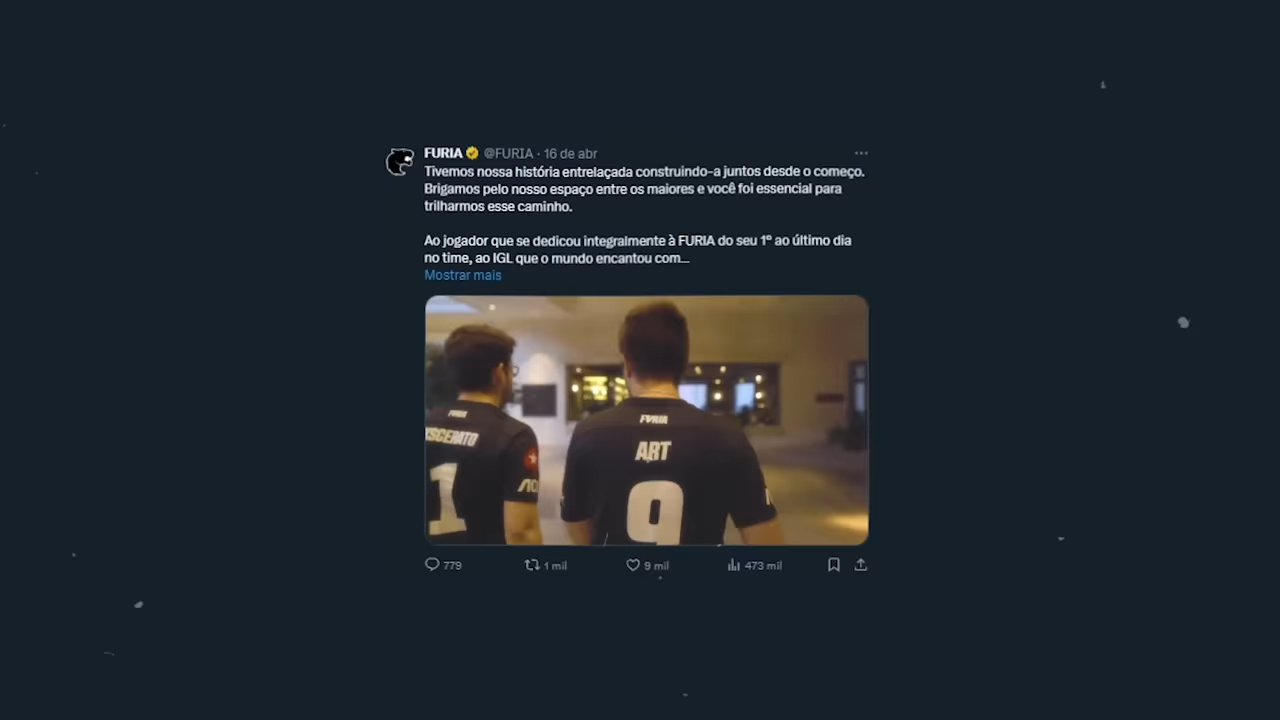 FURIA @FURIA · 16 de abr
Tivemos nossa história entrelaçada construindo-a juntos desde o começo.
Brigamos pelo nosso espaço entre os maiores e você foi essencial para
trilharmos esse caminho.
Ao jogador que se dedicou integralmente à FURIA do seu 1º ao último dia
no time, ao IGL que o mundo encantou com...
Mostrar mais
FURIA
SCERATO
1
FURIA
ART
9
779
1 mil
9 mil
473 mil